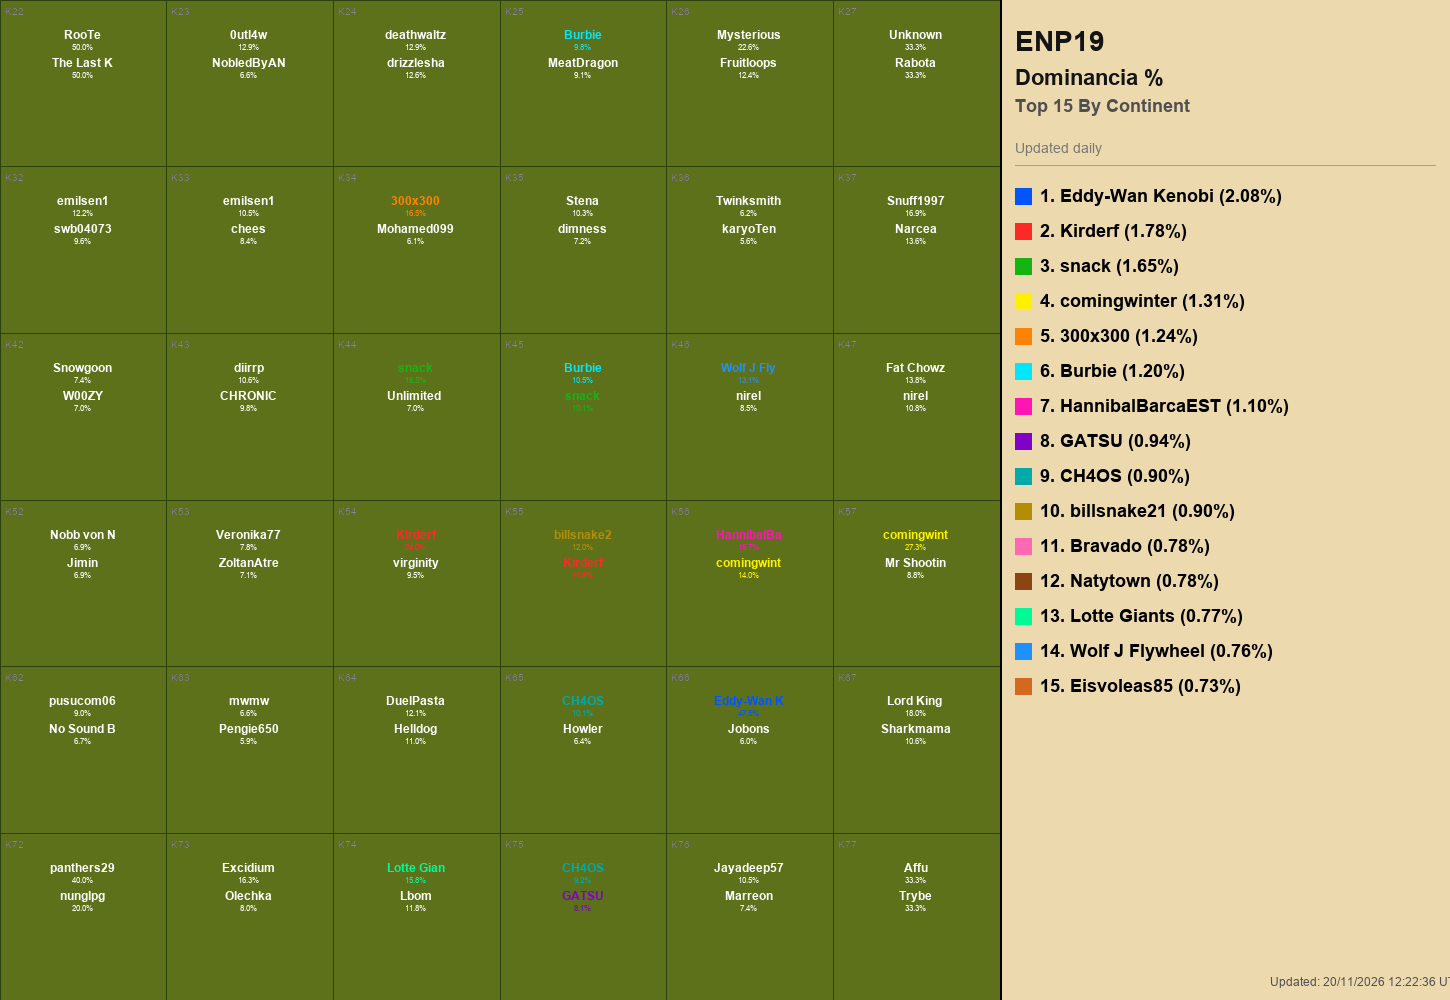 K22
RooTe
50.0%
The Last K
50.0%
K23
0utl4w
12.9%
NobledByAN
6.6%
K24
deathwaltz
12.9%
drizzlesha
12.6%
K25
Burbie
9.8%
MeatDragon
9.1%
K26
Mysterious
22.6%
Fruitloops
12.4%
K27
Unknown
33.3%
Rabota
33.3%
K32
emilsen1
12.2%
swb04073
9.6%
K33
emilsen1
10.5%
chees
8.4%
K34
300x300
16.5%
Mohamed099
6.1%
K35
Stena
10.3%
dimness
7.2%
K36
Twinksmith
6.2%
karyoTen
5.6%
K37
Snuff1997
16.9%
Narcea
13.6%
K42
Snowgoon
7.4%
W00ZY
7.0%
K43
diirrp
10.6%
CHRONIC
9.8%
K44
snack
Unlimited
7.0%
K45
Burbie
10.5%
snack
K46
Wolf J Fly
13.1%
nirel
8.5%
K47
Fat Chowz
13.8%
nirel
10.8%
K52
Nobb von N
6.9%
Jimin
6.9%
K53
Veronika77
7.8%
ZoltanAtre
7.1%
K54
Kirderf
virginity
9.5%
K55
billsnake2
12.0%
Kirderf
K56
HannibalBa
comingwint
14.0%
K57
comingwint
27.3%
Mr Shootin
8.8%
K62
pusucom06
9.0%
No Sound B
6.7%
K63
mwmw
6.6%
Pengie650
5.9%
K64
DuelPasta
12.1%
Helldog
11.0%
K65
CH4OS
Howler
6.4%
K66
Eddy-Wan K
Jobons
6.0%
K67
Lord King
18.0%
Sharkmama
10.6%
K72
panthers29
40.0%
nunglpg
20.0%
K73
Excidium
16.3%
Olechka
8.0%
K74
Lotte Gian
15.8%
Lbom
11.8%
K75
CH4OS
GATSU
K76
Jayadeep57
10.5%
Marreon
7.4%
K77
Affu
33.3%
Trybe
33.3%
ENP19
Dominancia %
Top 15 By Continent
Updated daily
1. Eddy-Wan Kenobi (2.08%)
2. Kirderf (1.78%)
3. snack (1.65%)
4. comingwinter (1.31%)
5. 300x300 (1.24%)
6. Burbie (1.20%)
7. HannibalBarcaEST (1.10%)
8. GATSU (0.94%)
9. CH4OS (0.90%)
10. billsnake21 (0.90%)
11. Bravado (0.78%)
12. Natytown (0.78%)
13. Lotte Giants (0.77%)
14. Wolf J Flywheel (0.76%)
15. Eisvoleas85 (0.73%)
Updated: 20/11/2026 12:22:36